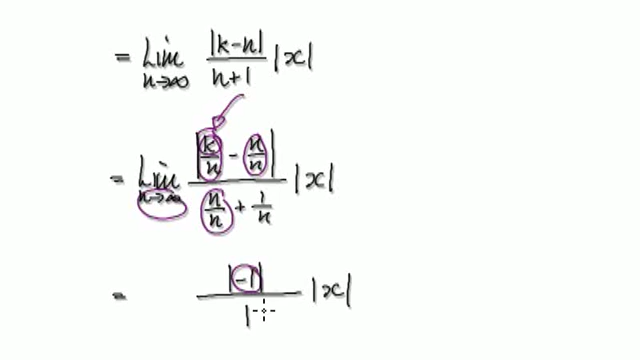 = lim n→∞ |k-n| / n+1 |x|
= lim n→∞ |k/n - n/n| / n/n + 1/n |x|
= |-1| / 1 |x|